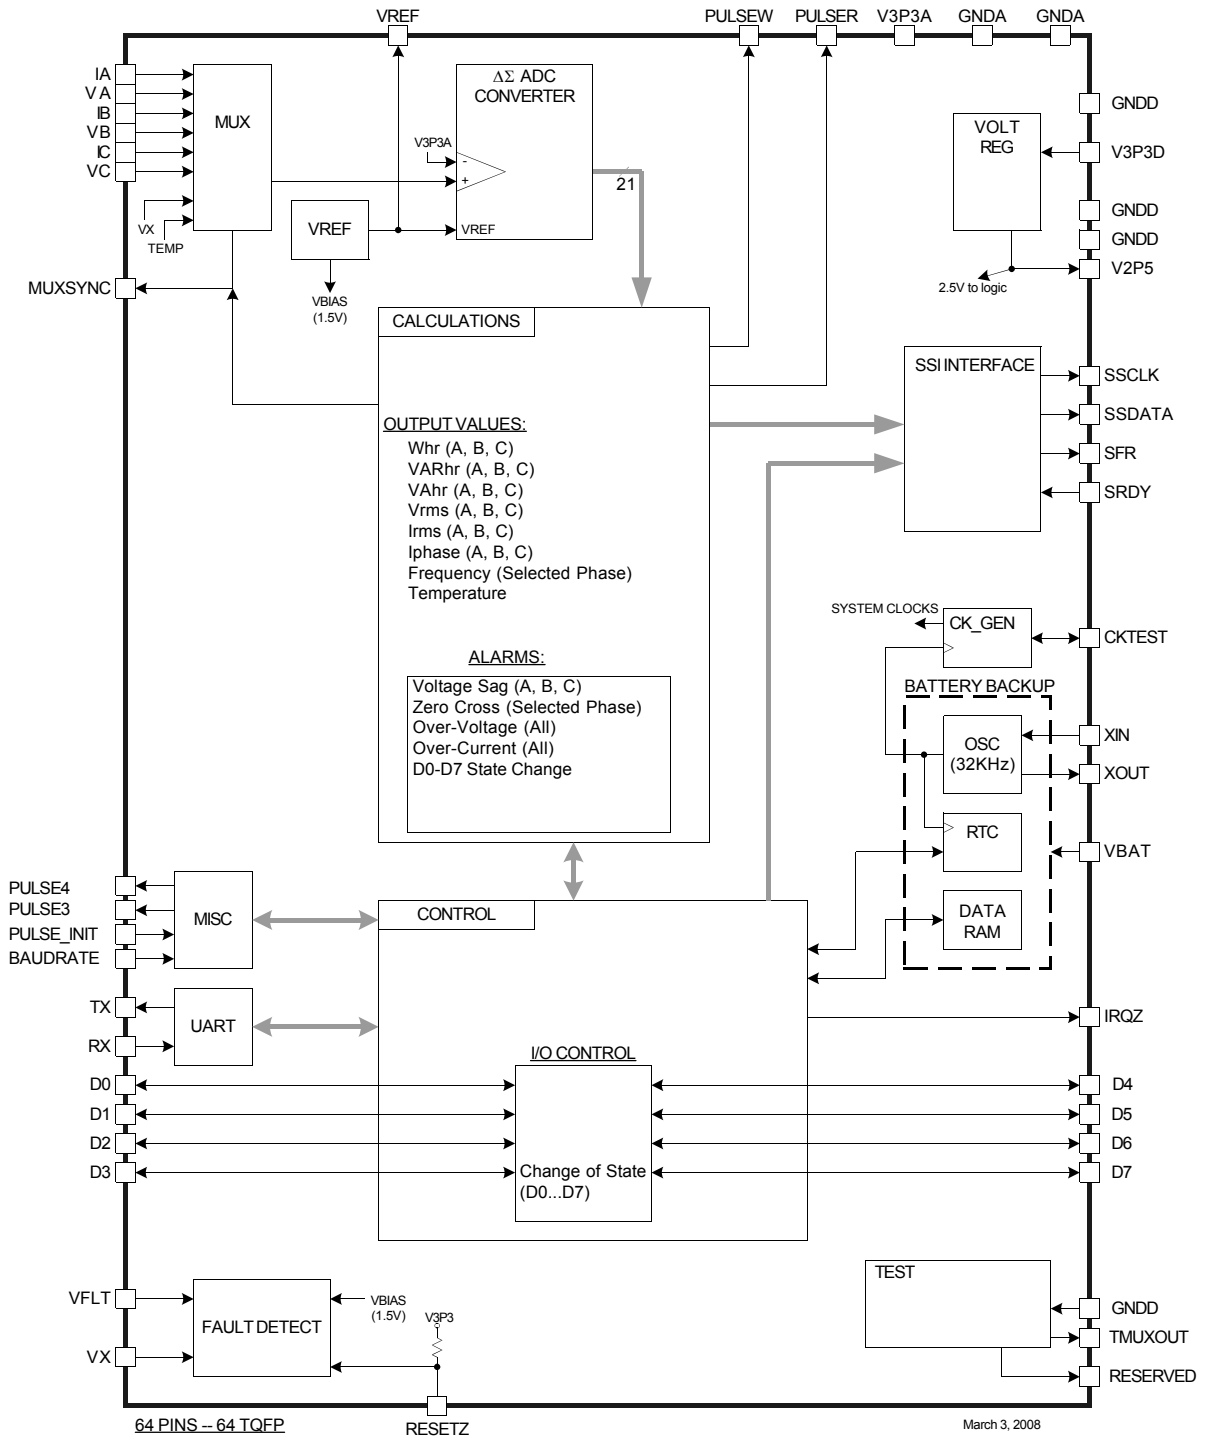 VREF
PULSEW
PULSER
V3P3A
GNDA
GNDA
IA
VA
IB
VB
IC
VC
MUX
VX
TEMP
MUXSYNC
ΔΣ ADC
CONVERTER
V3P3A
-
+
VREF
21
VREF
VBIAS
(1.5V)
VOLT
REG
GNDD
V3P3D
GNDD
GNDD
V2P5
2.5V to logic
CALCULATIONS
OUTPUT VALUES:
Whr (A, B, C)
VARhr (A, B, C)
VAhr (A, B, C)
Vrms (A, B, C)
Irms (A, B, C)
Iphase (A, B, C)
Frequency (Selected Phase)
Temperature
ALARMS:
Voltage Sag (A, B, C)
Zero Cross (Selected Phase)
Over-Voltage (All)
Over-Current (All)
D0-D7 State Change
SSI INTERFACE
SSCLK
SSDATA
SFR
SRDY
SYSTEM CLOCKS
CK_GEN
CKTEST
BATTERY BACKUP
OSC
(32KHz)
XIN
XOUT
RTC
VBAT
DATA
RAM
PULSE4
PULSE3
PULSE_INIT
BAUDRATE
MISC
CONTROL
TX
RX
UART
IRQZ
I/O CONTROL
D0
D1
D2
D3
Change of State
(D0...D7)
D4
D5
D6
D7
VFLT
VX
FAULT DETECT
VBIAS
(1.5V)
V3P3
RESETZ
TEST
GNDD
TMUXOUT
RESERVED
64 PINS -- 64 TQFP
March 3, 2008